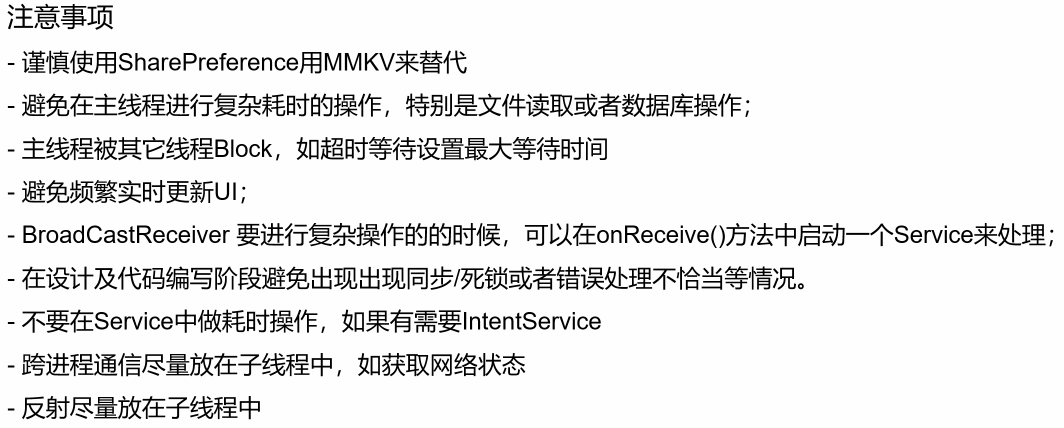 注意事项
- 谨慎使用SharePreference用MMKV来替代
- 避免在主线程进行复杂耗时的操作，特别是文件读取或者数据库操作；
- 主线程被其它线程Block，如超时等待设置最大等待时间
- 避免频繁实时更新UI；
- BroadCastReceiver 要进行复杂操作的的时候，可以在onReceive()方法中启动一个Service来处理；
- 在设计及代码编写阶段避免出现出现同步/死锁或者错误处理不恰当等情况。
- 不要在Service中做耗时操作，如果有需要IntentService
- 跨进程通信尽量放在子线程中，如获取网络状态
- 反射尽量放在子线程中